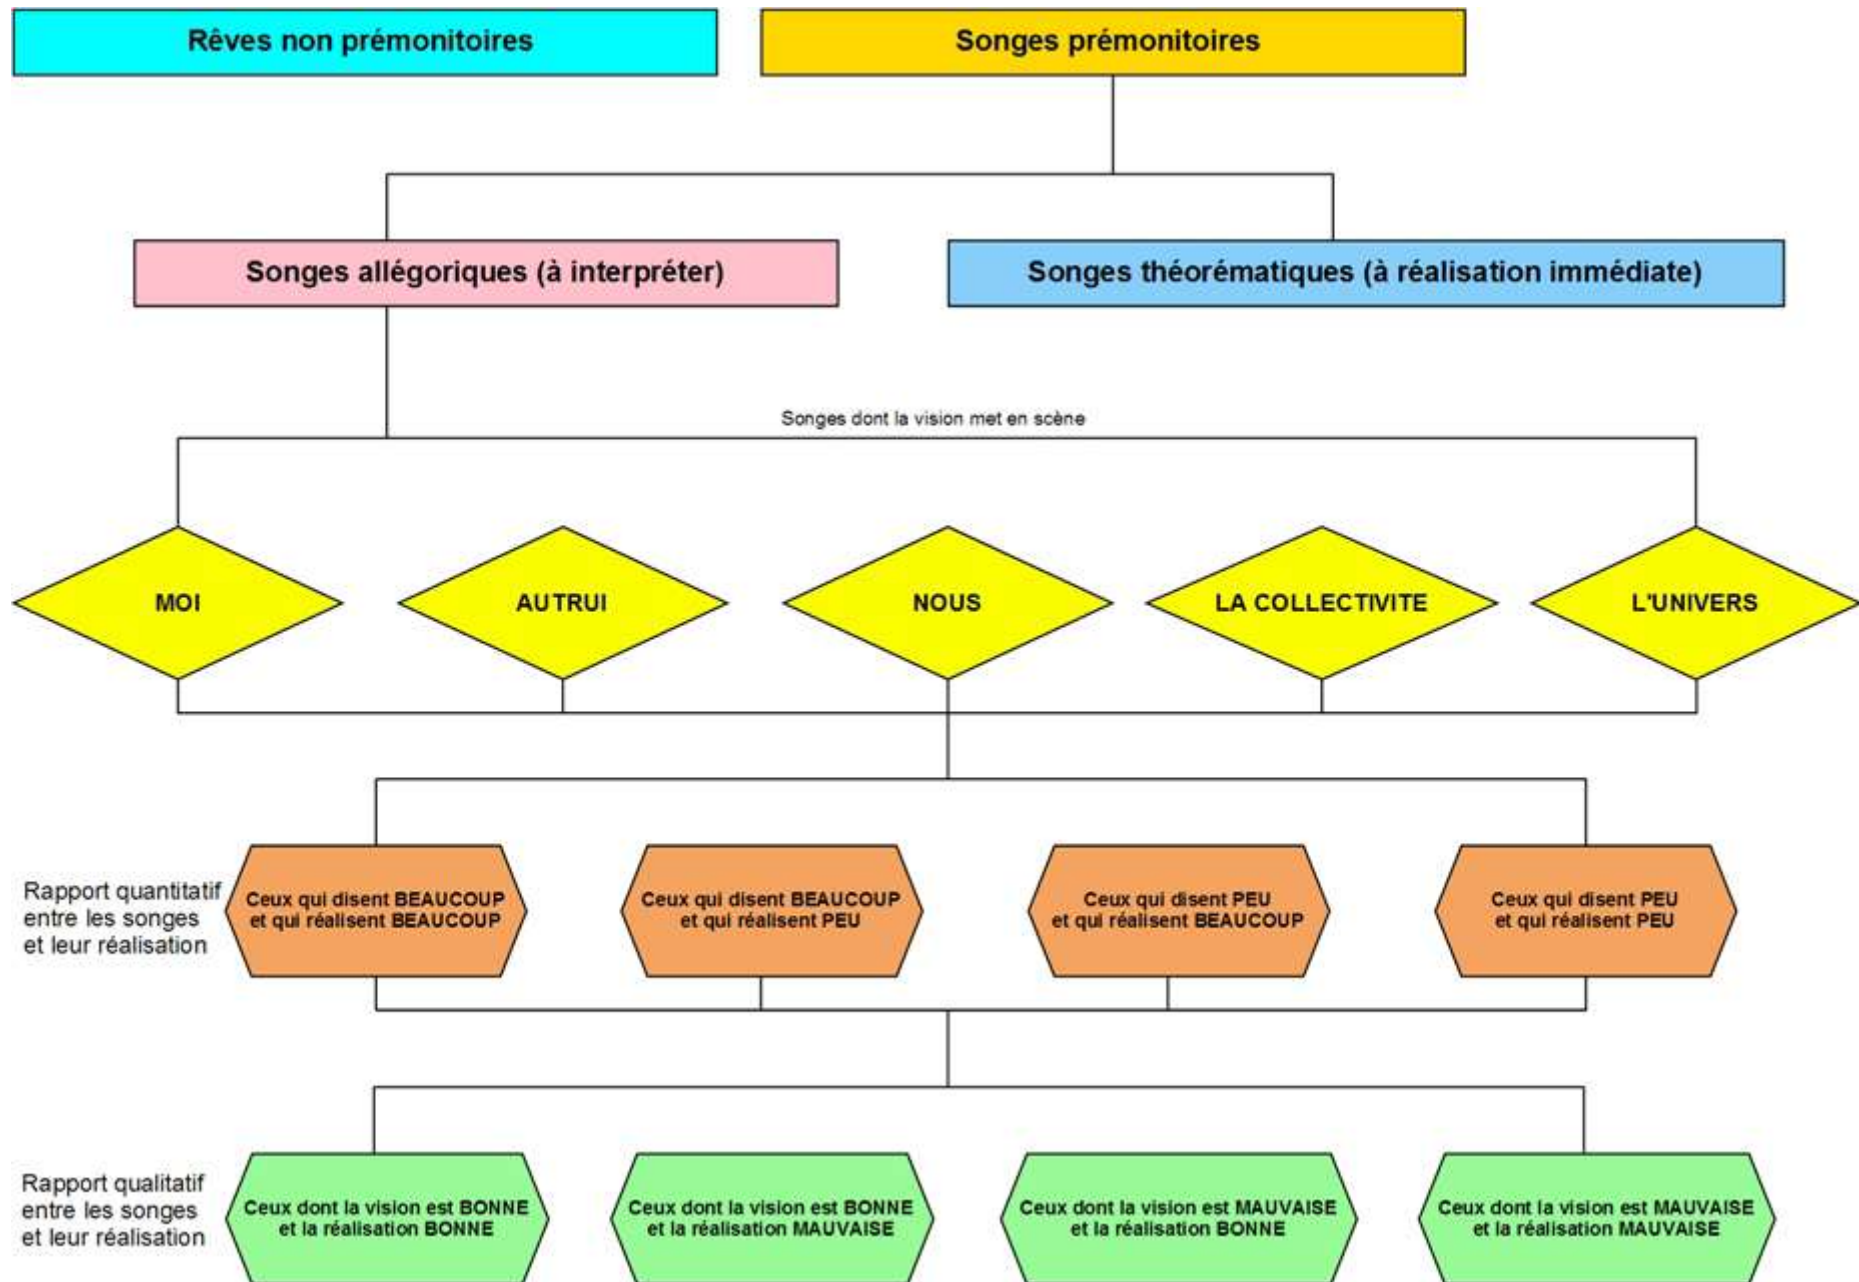 Rêves non prémonitoires
Songes prémonitoires
Songes allégoriques (à interpréter)
Songes théorématiques (à réalisation immédiate)
Songes dont la vision met en scène
MOI
AUTRUI
NOUS
LA COLLECTIVITE
L'UNIVERS
Rapport quantitatif
entre les songes
et leur réalisation
Ceux qui disent BEAUCOUP
et qui réalisent BEAUCOUP
Ceux qui disent BEAUCOUP
et qui réalisent PEU
Ceux qui disent PEU
et qui réalisent BEAUCOUP
Ceux qui disent PEU
et qui réalisent PEU
Rapport qualitatif
entre les songes
et leur réalisation
Ceux dont la vision est BONNE
et la réalisation BONNE
Ceux dont la vision est BONNE
et la réalisation MAUVAISE
Ceux dont la vision est MAUVAISE
et la réalisation BONNE
Ceux dont la vision est MAUVAISE
et la réalisation MAUVAISE